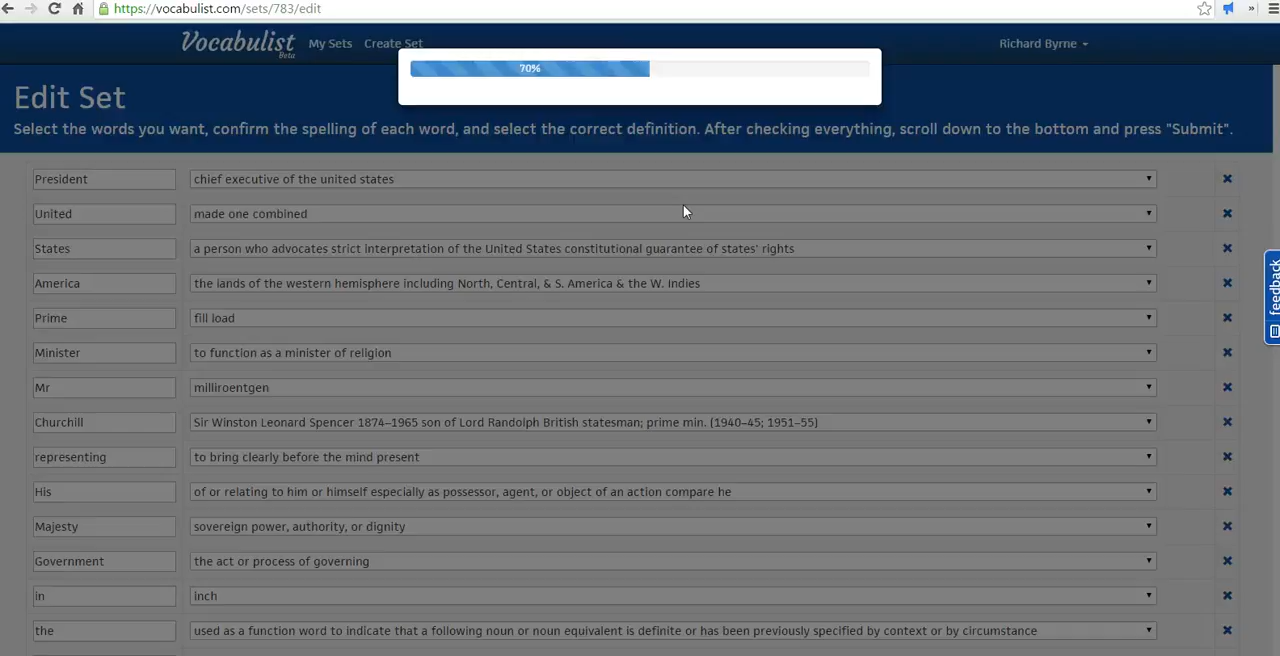 https://vocabulist.com/sets/783/edit
»
Vocabulist
Beta
My Sets
Create Set
Richard Byrne
70%
Edit Set
Select the words you want, confirm the spelling of each word, and select the correct definition. After checking everything, scroll down to the bottom and press "Submit".
President chief executive of the united states
United made one combined
States a person who advocates strict interpretation of the United States constitutional guarantee of states' rights
America the lands of the western hemisphere including North, Central, & S. America & the W. Indies
Prime fill load
Minister to function as a minister of religion
Mr milliroentgen
Churchill Sir Winston Leonard Spencer 1874–1965 son of Lord Randolph British statesman; prime min. (1940–45; 1951–55)
representing to bring clearly before the mind present
His of or relating to him or himself especially as possessor, agent, or object of an action compare he
Majesty sovereign power, authority, or dignity
Government the act or process of governing
in inch
the used as a function word to indicate that a following noun or noun equivalent is definite or has been previously specified by context or by circumstance
feedback